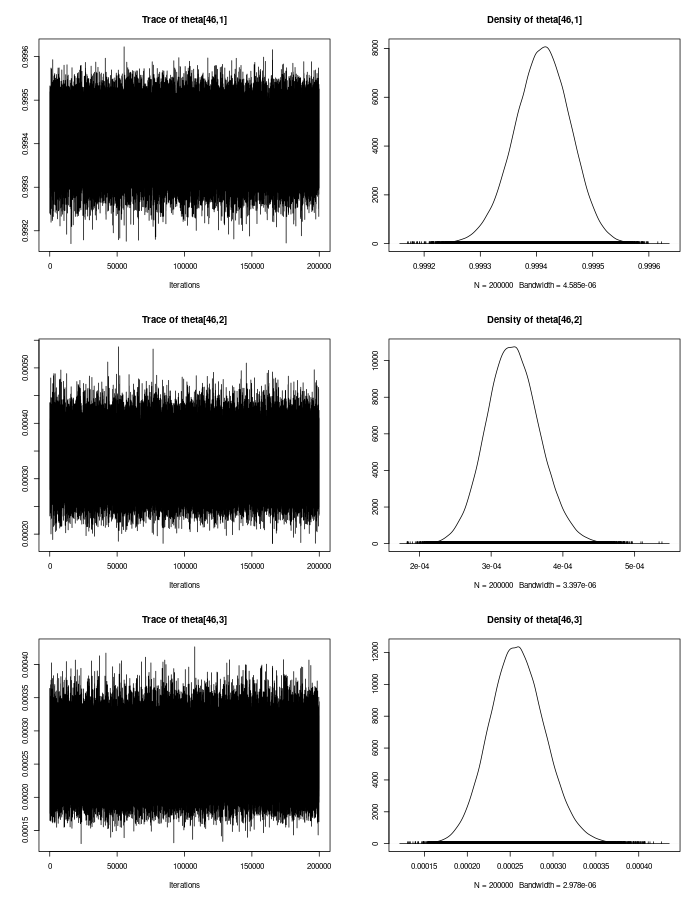 Trace of theta[46,1]
0.9992 0.9993 0.9994 0.9995 0.9996
0 50000 100000 150000 200000
Iterations
Density of theta[46,1]
0 2000 4000 6000 8000
0.9992 0.9993 0.9994 0.9995 0.9996
N = 200000 Bandwidth = 4.585e-06
Trace of theta[46,2]
0.00020 0.00030 0.00040 0.00050
0 50000 100000 150000 200000
Iterations
Density of theta[46,2]
0 2000 4000 6000 8000 10000
2e-04 3e-04 4e-04 5e-04
N = 200000 Bandwidth = 3.397e-06
Trace of theta[46,3]
0.00015 0.00020 0.00025 0.00030 0.00035 0.00040
0 50000 100000 150000 200000
Iterations
Density of theta[46,3]
0 2000 4000 6000 8000 10000 12000
0.00015 0.00020 0.00025 0.00030 0.00035 0.00040
N = 200000 Bandwidth = 2.978e-06